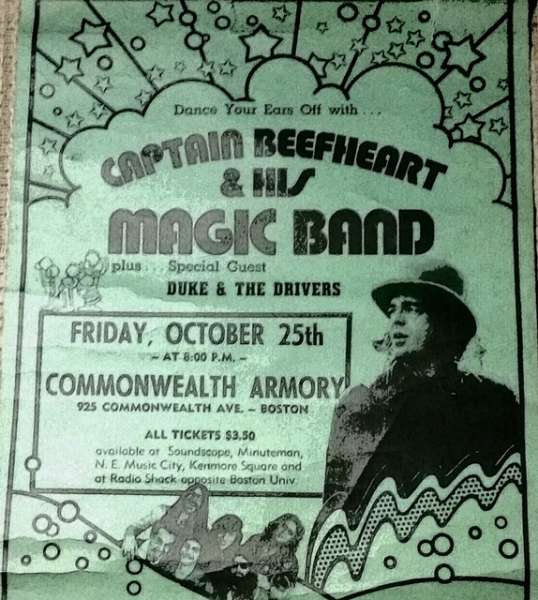 Dance Your Ears Off with . . .
CAPTAIN BEEFHEART
& HIS
MAGIC BAND
plus . . . Special Guest
DUKE & THE DRIVERS
FRIDAY, OCTOBER 25th
– AT 8:00 P.M. –
COMMONWEALTH ARMORY
925 COMMONWEALTH AVE. – BOSTON
ALL TICKETS $3.50
available at Soundscope, Minuteman,
N. E. Music City, Kenmore Square and
at Radio Shack opposite Boston Univ.